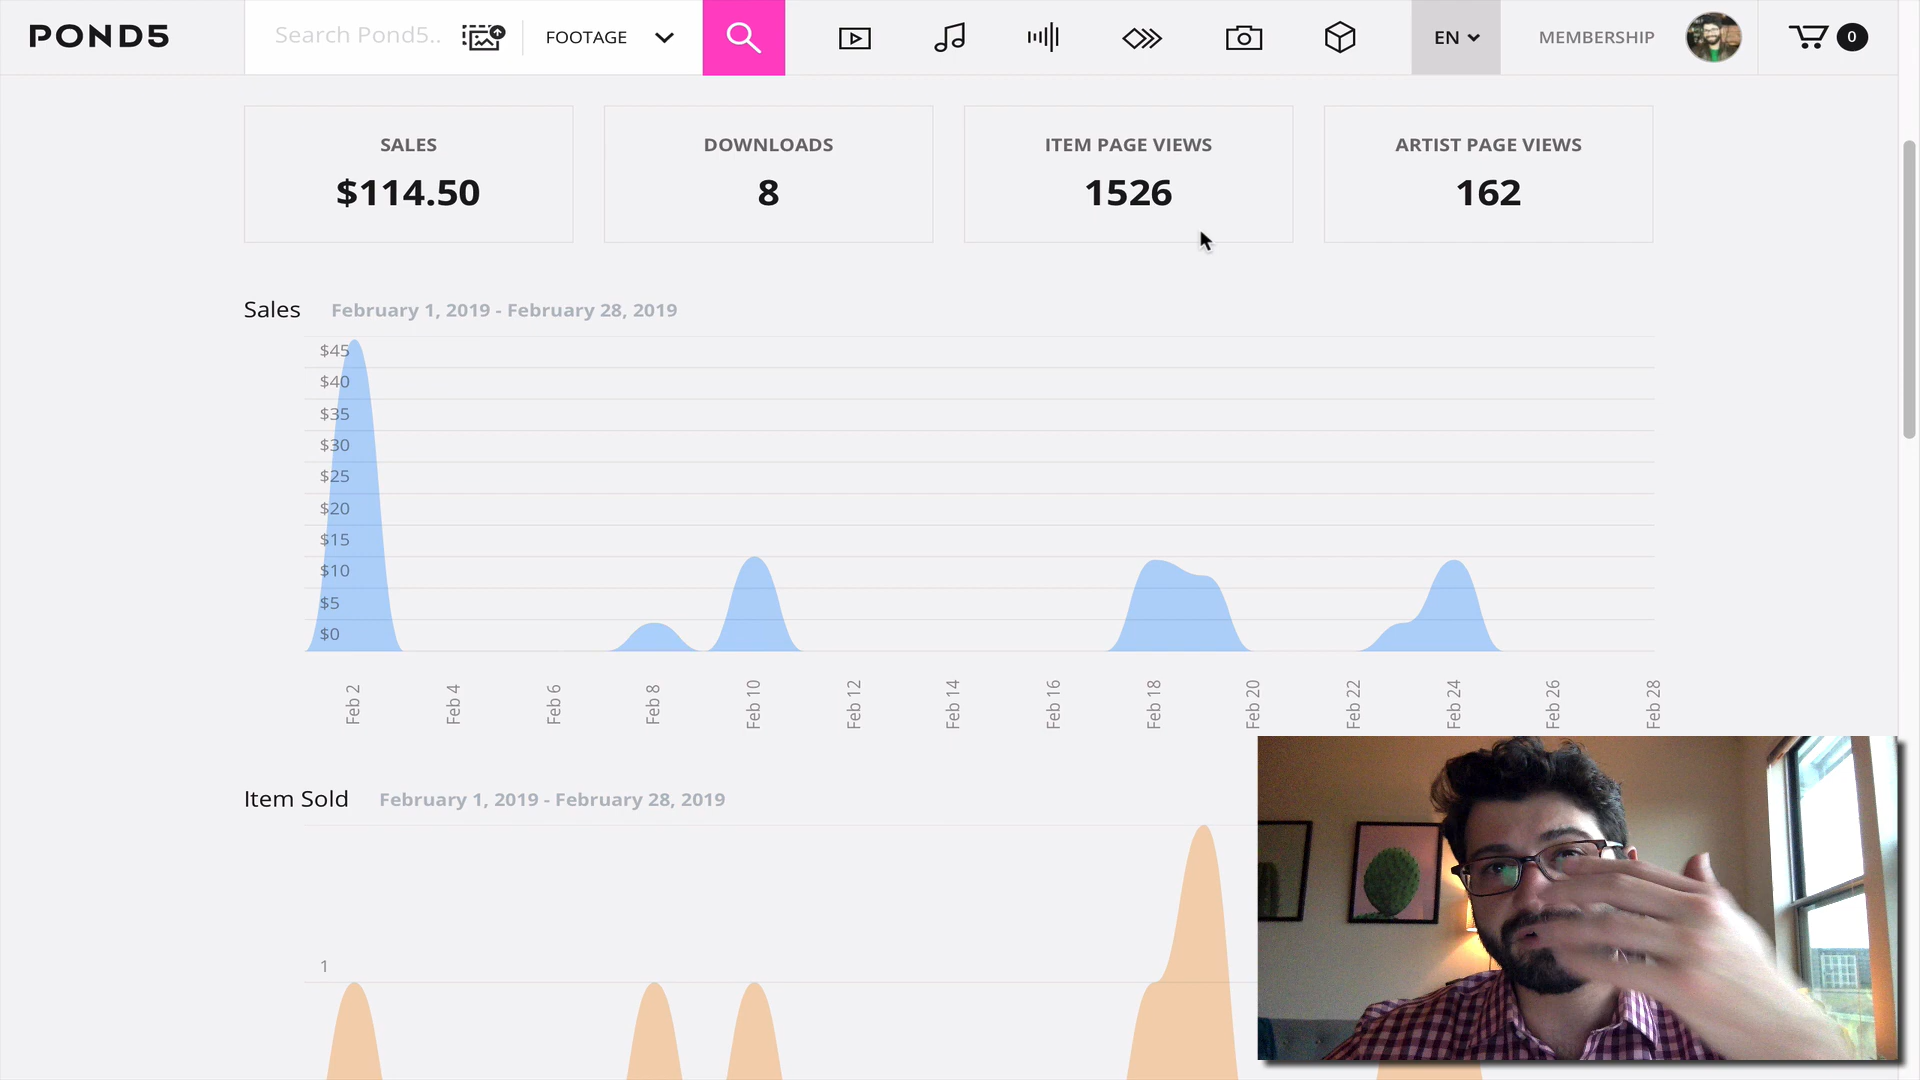 POND5
Search Pond5..
FOOTAGE
EN
MEMBERSHIP
0
SALES
$114.50
DOWNLOADS
8
ITEM PAGE VIEWS
1526
ARTIST PAGE VIEWS
162
Sales February 1, 2019 - February 28, 2019
$45
$40
$35
$30
$25
$20
$15
$10
$5
$0
Feb 2
Feb 4
Feb 6
Feb 8
Feb 10
Feb 12
Feb 14
Feb 16
Feb 18
Feb 20
Feb 22
Feb 24
Feb 26
Feb 28
Item Sold February 1, 2019 - February 28, 2019
1